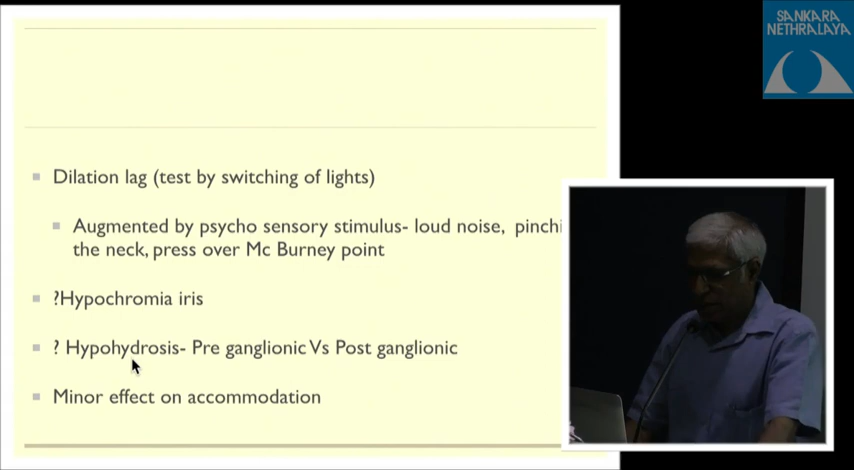 SANKARA
NETHRALAYA
Dilation lag (test by switching of lights)
Augmented by psycho sensory stimulus- loud noise, pinchi
the neck, press over Mc Burney point
?Hypochromia iris
? Hypohydrosis- Pre ganglionic Vs Post ganglionic
Minor effect on accommodation